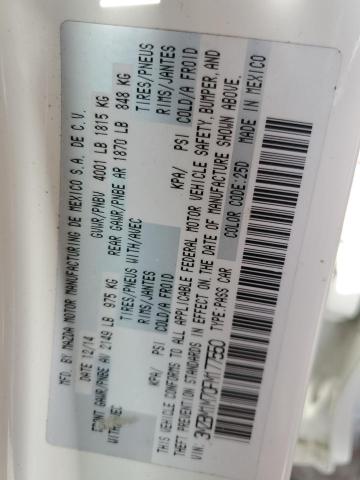 MFG. BY MAZDA MOTOR MANUFACTURING DE MEXICO S.A. DE C.V.
DATE 12/14 GVWR/PNBV 4001 LB 1815 KG
FRONT GAWR/PNBE AV 2149 LB 975 KG REAR GAWR/PNBE AR 1870 LB 848 KG
WITH/AVEC TIRES/PNEUS WITH/AVEC TIRES/PNEUS
RIMS/JANTES RIMS/JANTES
KPA/ PSI COLD/A FROID KPA/ PSI COLD/A FROID
THIS VEHICLE CONFORMS TO ALL APPLICABLE FEDERAL MOTOR VEHICLE SAFETY, BUMPER, AND
THEFT PREVENTION STANDARDS IN EFFECT ON THE DATE OF MANUFACTURE SHOWN ABOVE.
VIN: TYPE:PASS CAR COLOR CODE:25D MADE IN MEXICO